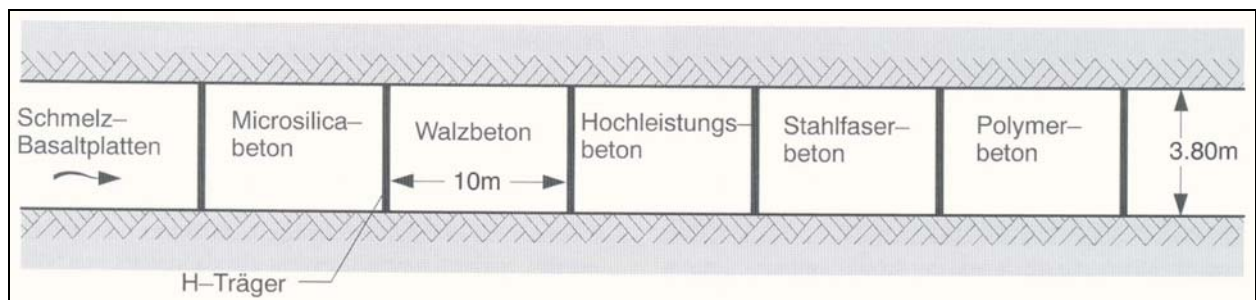 Schmelz–
Basaltplatten
Microsilica-
beton
Walzbeton
10m
Hochleistungs–
beton
Stahlfaser–
beton
Polymer–
beton
3.80m
H–Träger